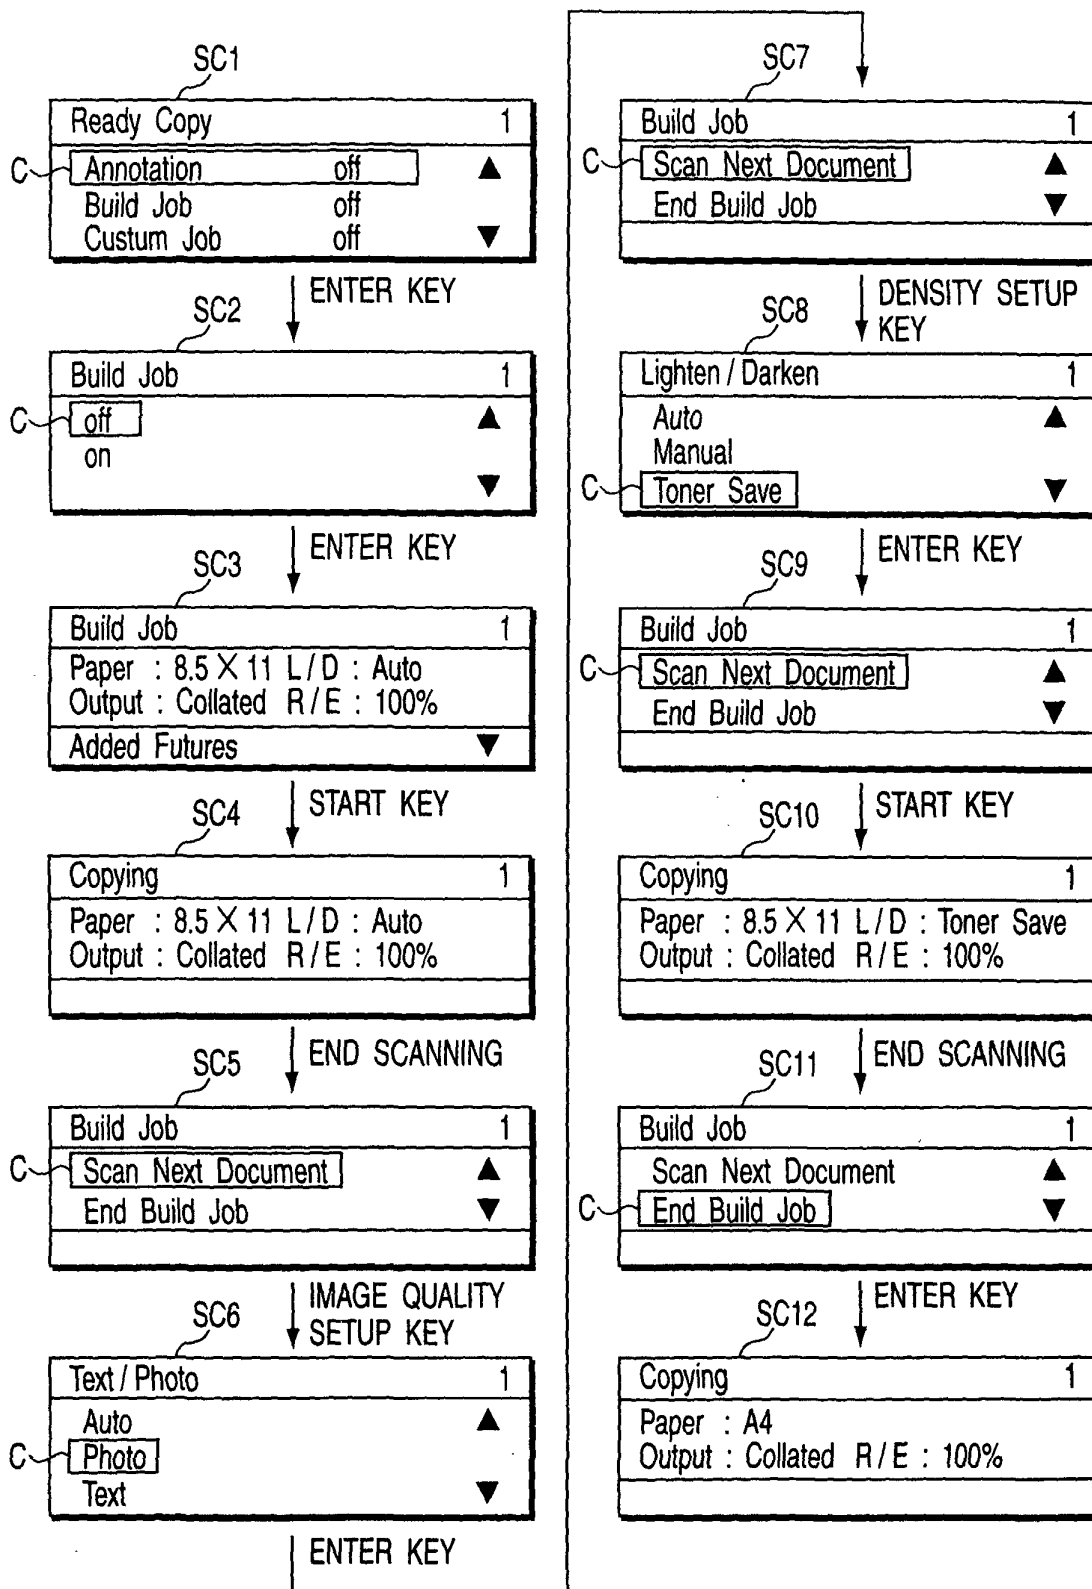 SC1
Ready Copy 1
C Annotation off ▲
Build Job off
Custum Job off ▼
ENTER KEY
SC2
Build Job 1
C off ▲
on
▼
ENTER KEY
SC3
Build Job 1
Paper : 8.5 X 11 L / D : Auto
Output : Collated R / E : 100%
Added Futures ▼
START KEY
SC4
Copying 1
Paper : 8.5 X 11 L / D : Auto
Output : Collated R / E : 100%
END SCANNING
SC5
Build Job 1
C Scan Next Document ▲
End Build Job ▼
IMAGE QUALITY
SETUP KEY
SC6
Text / Photo 1
Auto ▲
C Photo
Text ▼
ENTER KEY
SC7
Build Job 1
C Scan Next Document ▲
End Build Job ▼
DENSITY SETUP
KEY
SC8
Lighten / Darken 1
Auto ▲
Manual
C Toner Save ▼
ENTER KEY
SC9
Build Job 1
C Scan Next Document ▲
End Build Job ▼
START KEY
SC10
Copying 1
Paper : 8.5 X 11 L / D : Toner Save
Output : Collated R / E : 100%
END SCANNING
SC11
Build Job 1
Scan Next Document ▲
C End Build Job ▼
ENTER KEY
SC12
Copying 1
Paper : A4
Output : Collated R / E : 100%